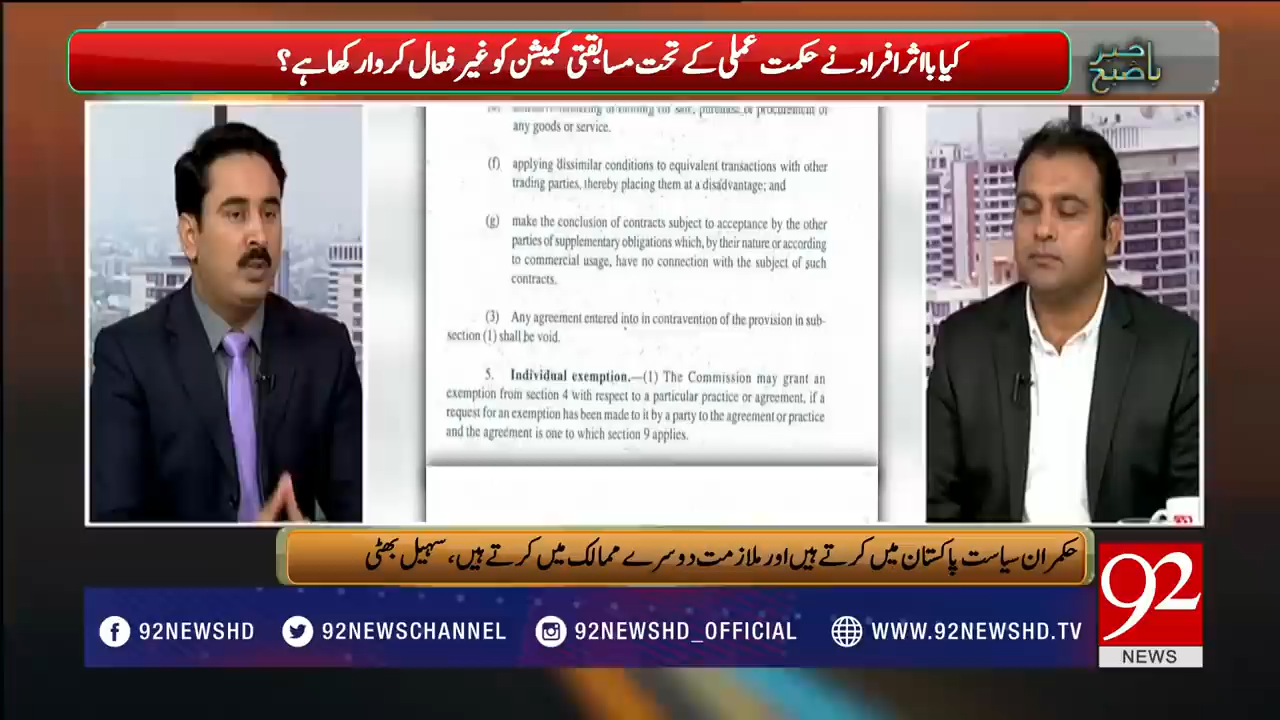 کیا بااثر افراد نے حکمت عملی کے تحت مسابقتی کمیشن کو غیر فعال کروا رکھا ہے؟
باخبر
صبح
any goods or service.
(f) applying dissimilar conditions to equivalent transactions with other
trading parties, thereby placing them at a disadvantage; and
(g) make the conclusion of contracts subject to acceptance by the other
parties of supplementary obligations which, by their nature or according
to commercial usage, have no connection with the subject of such
contracts.
(3) Any agreement entered into in contravention of the provision in sub-
section (1) shall be void.
5. Individual exemption.—(1) The Commission may grant an
exemption from section 4 with respect to a particular practice or agreement, if a
request for an exemption has been made to it by a party to the agreement or practice
and the agreement is one to which section 9 applies.
حکمران سیاست پاکستان میں کرتے ہیں اور ملازمت دوسرے ممالک میں کرتے ہیں، سہیل بھٹی
92
NEWS
92NEWSHD 92NEWSCHANNEL 92NEWSHD_OFFICIAL WWW.92NEWSHD.TV